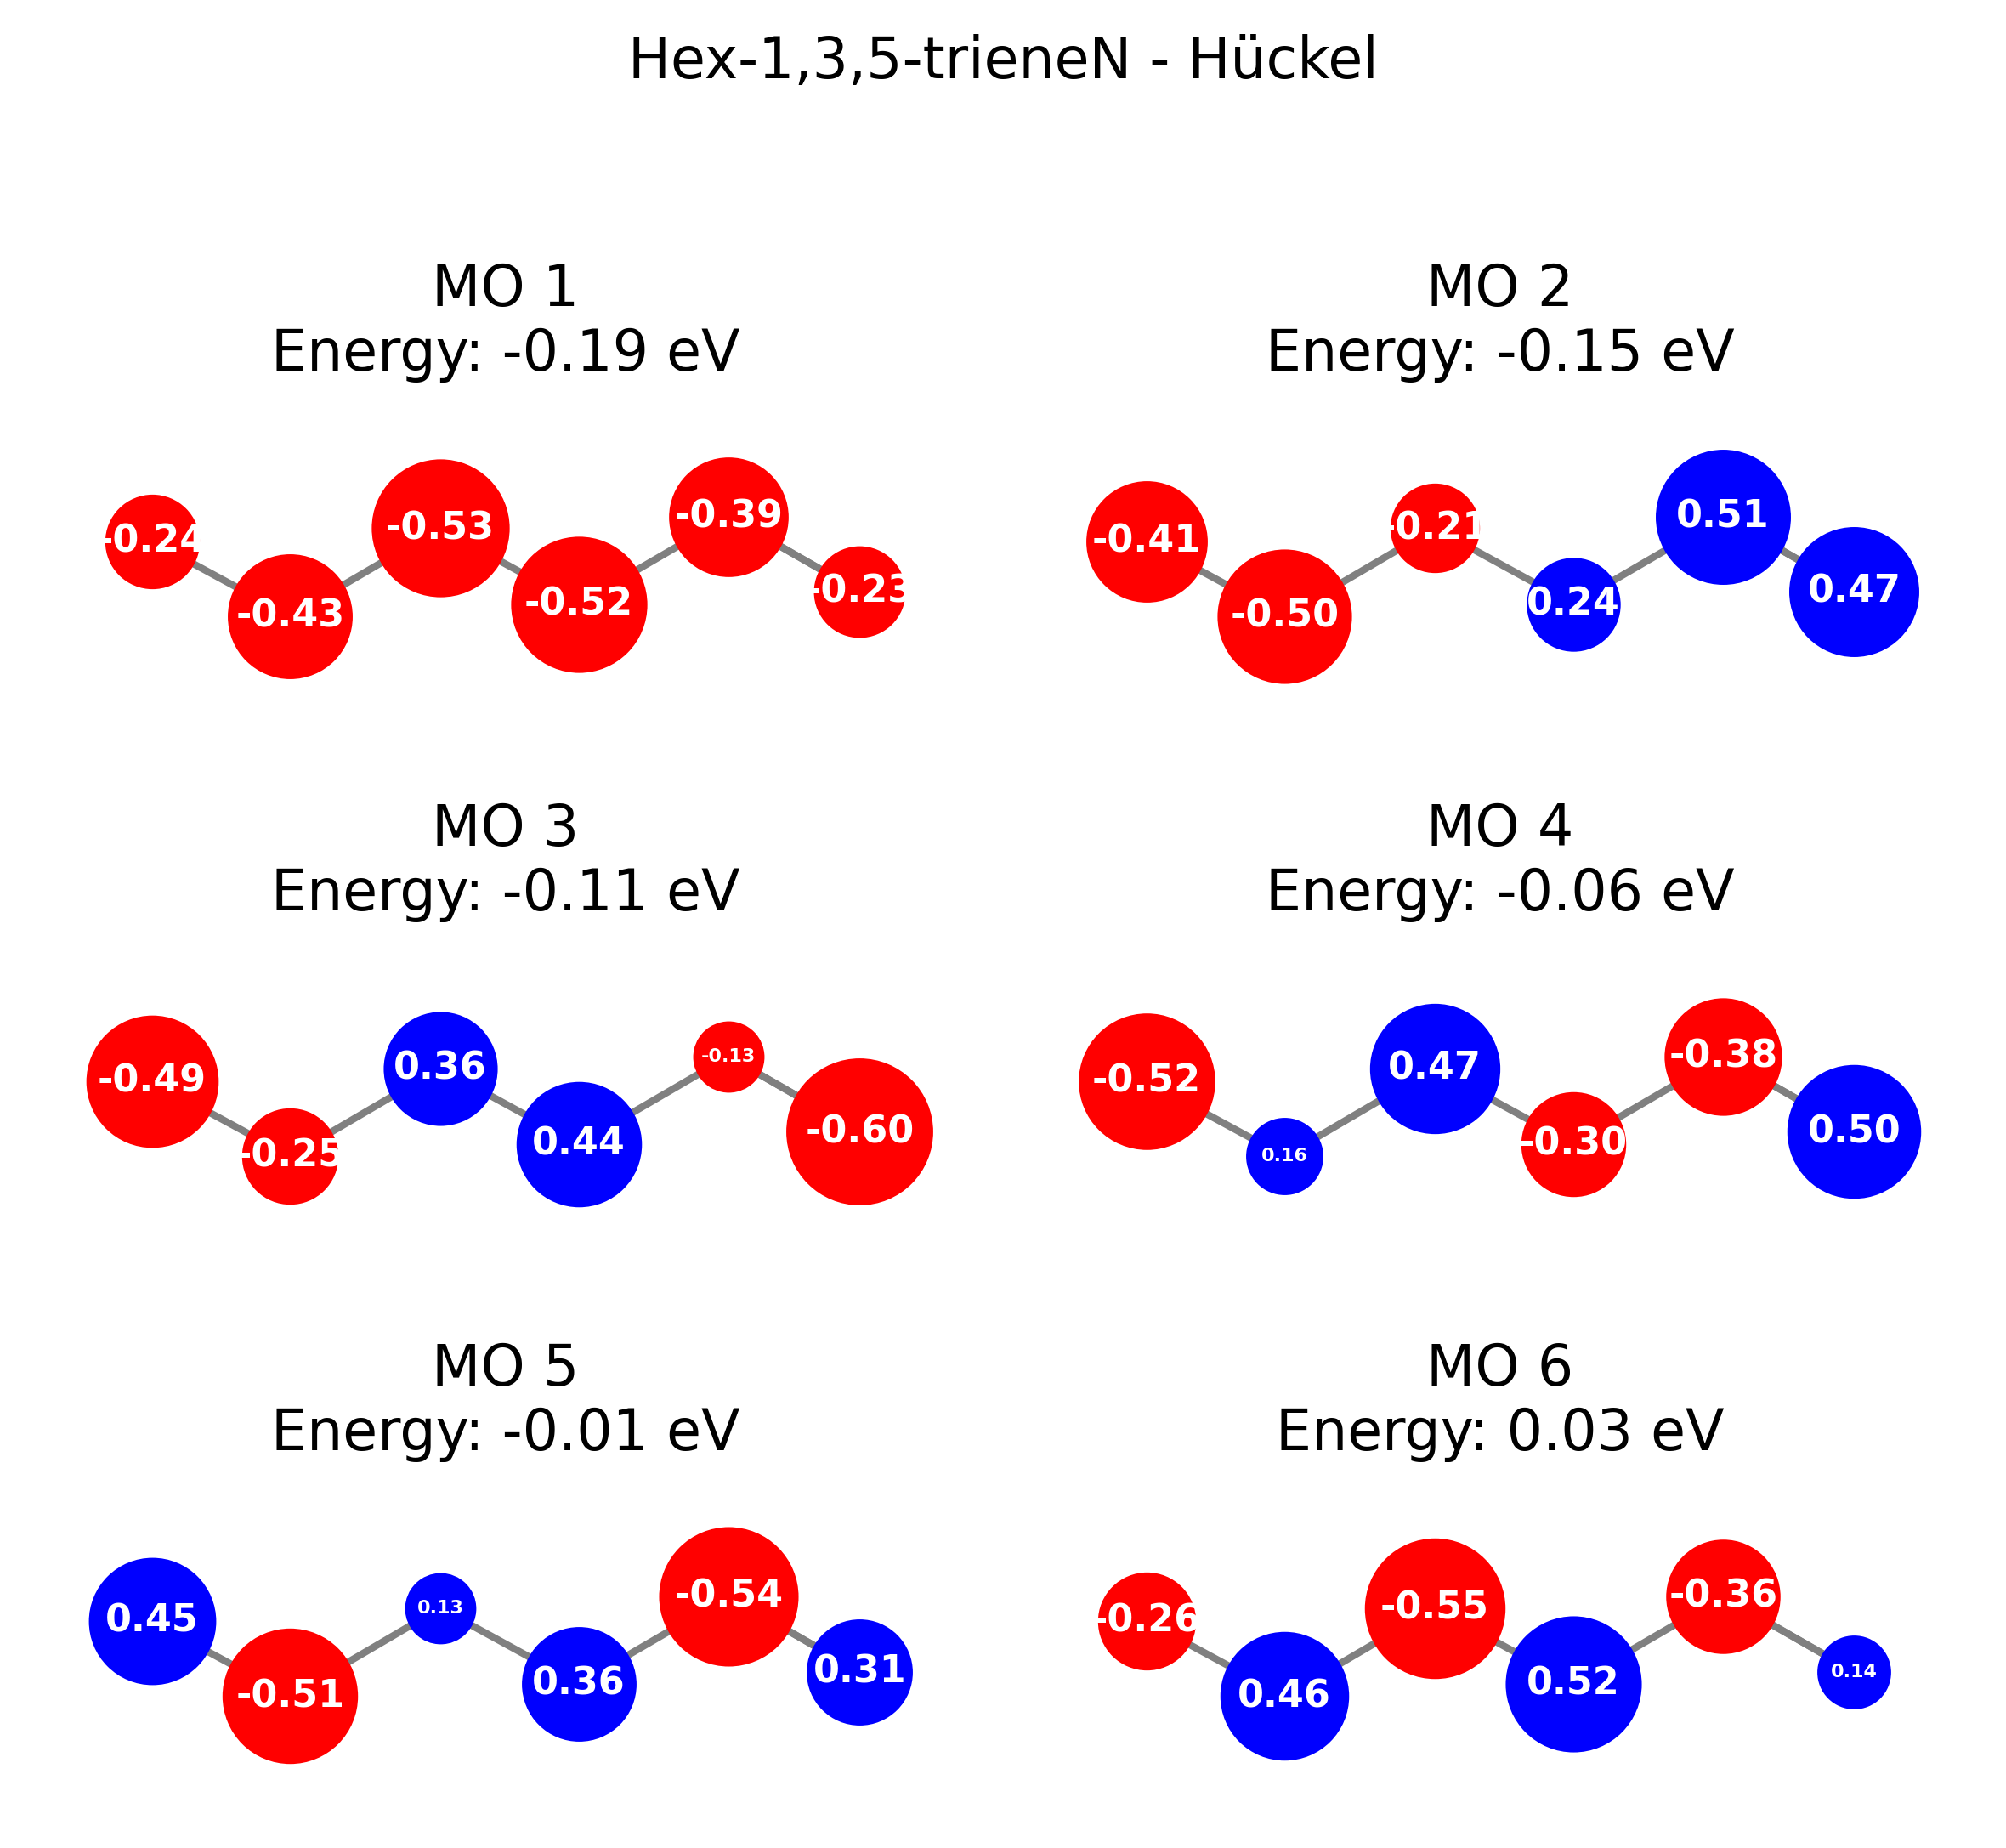 Hex-1,3,5-trieneN - Hückel
MO 1
Energy: -0.19 eV
-0.24
-0.43
-0.53
-0.52
-0.39
-0.23
MO 2
Energy: -0.15 eV
-0.41
-0.50
-0.21
0.24
0.51
0.47
MO 3
Energy: -0.11 eV
-0.49
-0.25
0.36
0.44
-0.13
-0.60
MO 4
Energy: -0.06 eV
-0.52
0.16
0.47
-0.30
-0.38
0.50
MO 5
Energy: -0.01 eV
0.45
-0.51
0.13
0.36
-0.54
0.31
MO 6
Energy: 0.03 eV
-0.26
0.46
-0.55
0.52
-0.36
0.14